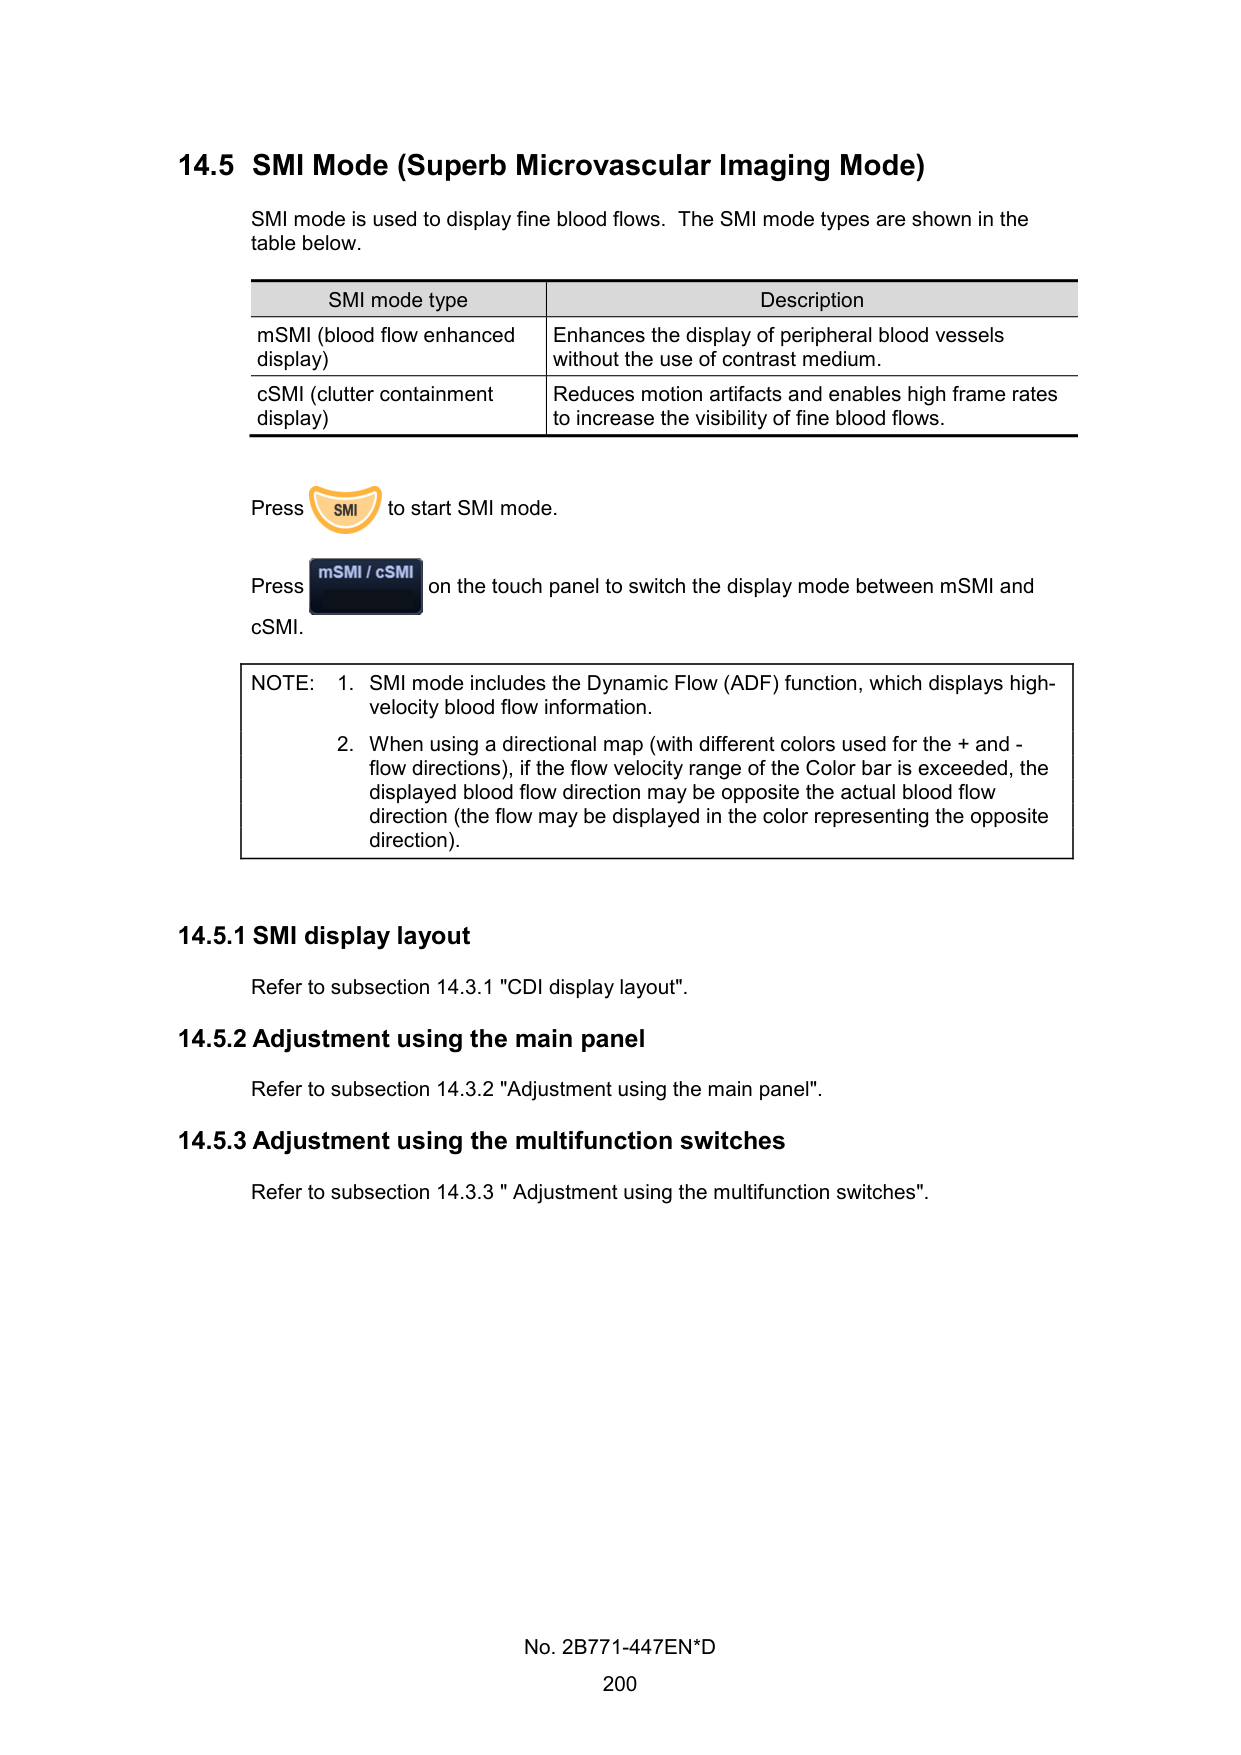 14.5 SMI Mode (Superb Microvascular Imaging Mode)
SMI mode is used to display fine blood flows. The SMI mode types are shown in the
table below.
SMI mode type Description
mSMI (blood flow enhanced
display)
Enhances the display of peripheral blood vessels
without the use of contrast medium.
cSMI (clutter containment
display)
Reduces motion artifacts and enables high frame rates
to increase the visibility of fine blood flows.
Press SMI to start SMI mode.
Press mSMI / cSMI on the touch panel to switch the display mode between mSMI and
cSMI.
NOTE: 1. SMI mode includes the Dynamic Flow (ADF) function, which displays high-
velocity blood flow information.
2. When using a directional map (with different colors used for the + and -
flow directions), if the flow velocity range of the Color bar is exceeded, the
displayed blood flow direction may be opposite the actual blood flow
direction (the flow may be displayed in the color representing the opposite
direction).
14.5.1 SMI display layout
Refer to subsection 14.3.1 "CDI display layout".
14.5.2 Adjustment using the main panel
Refer to subsection 14.3.2 "Adjustment using the main panel".
14.5.3 Adjustment using the multifunction switches
Refer to subsection 14.3.3 " Adjustment using the multifunction switches".
No. 2B771-447EN*D
200